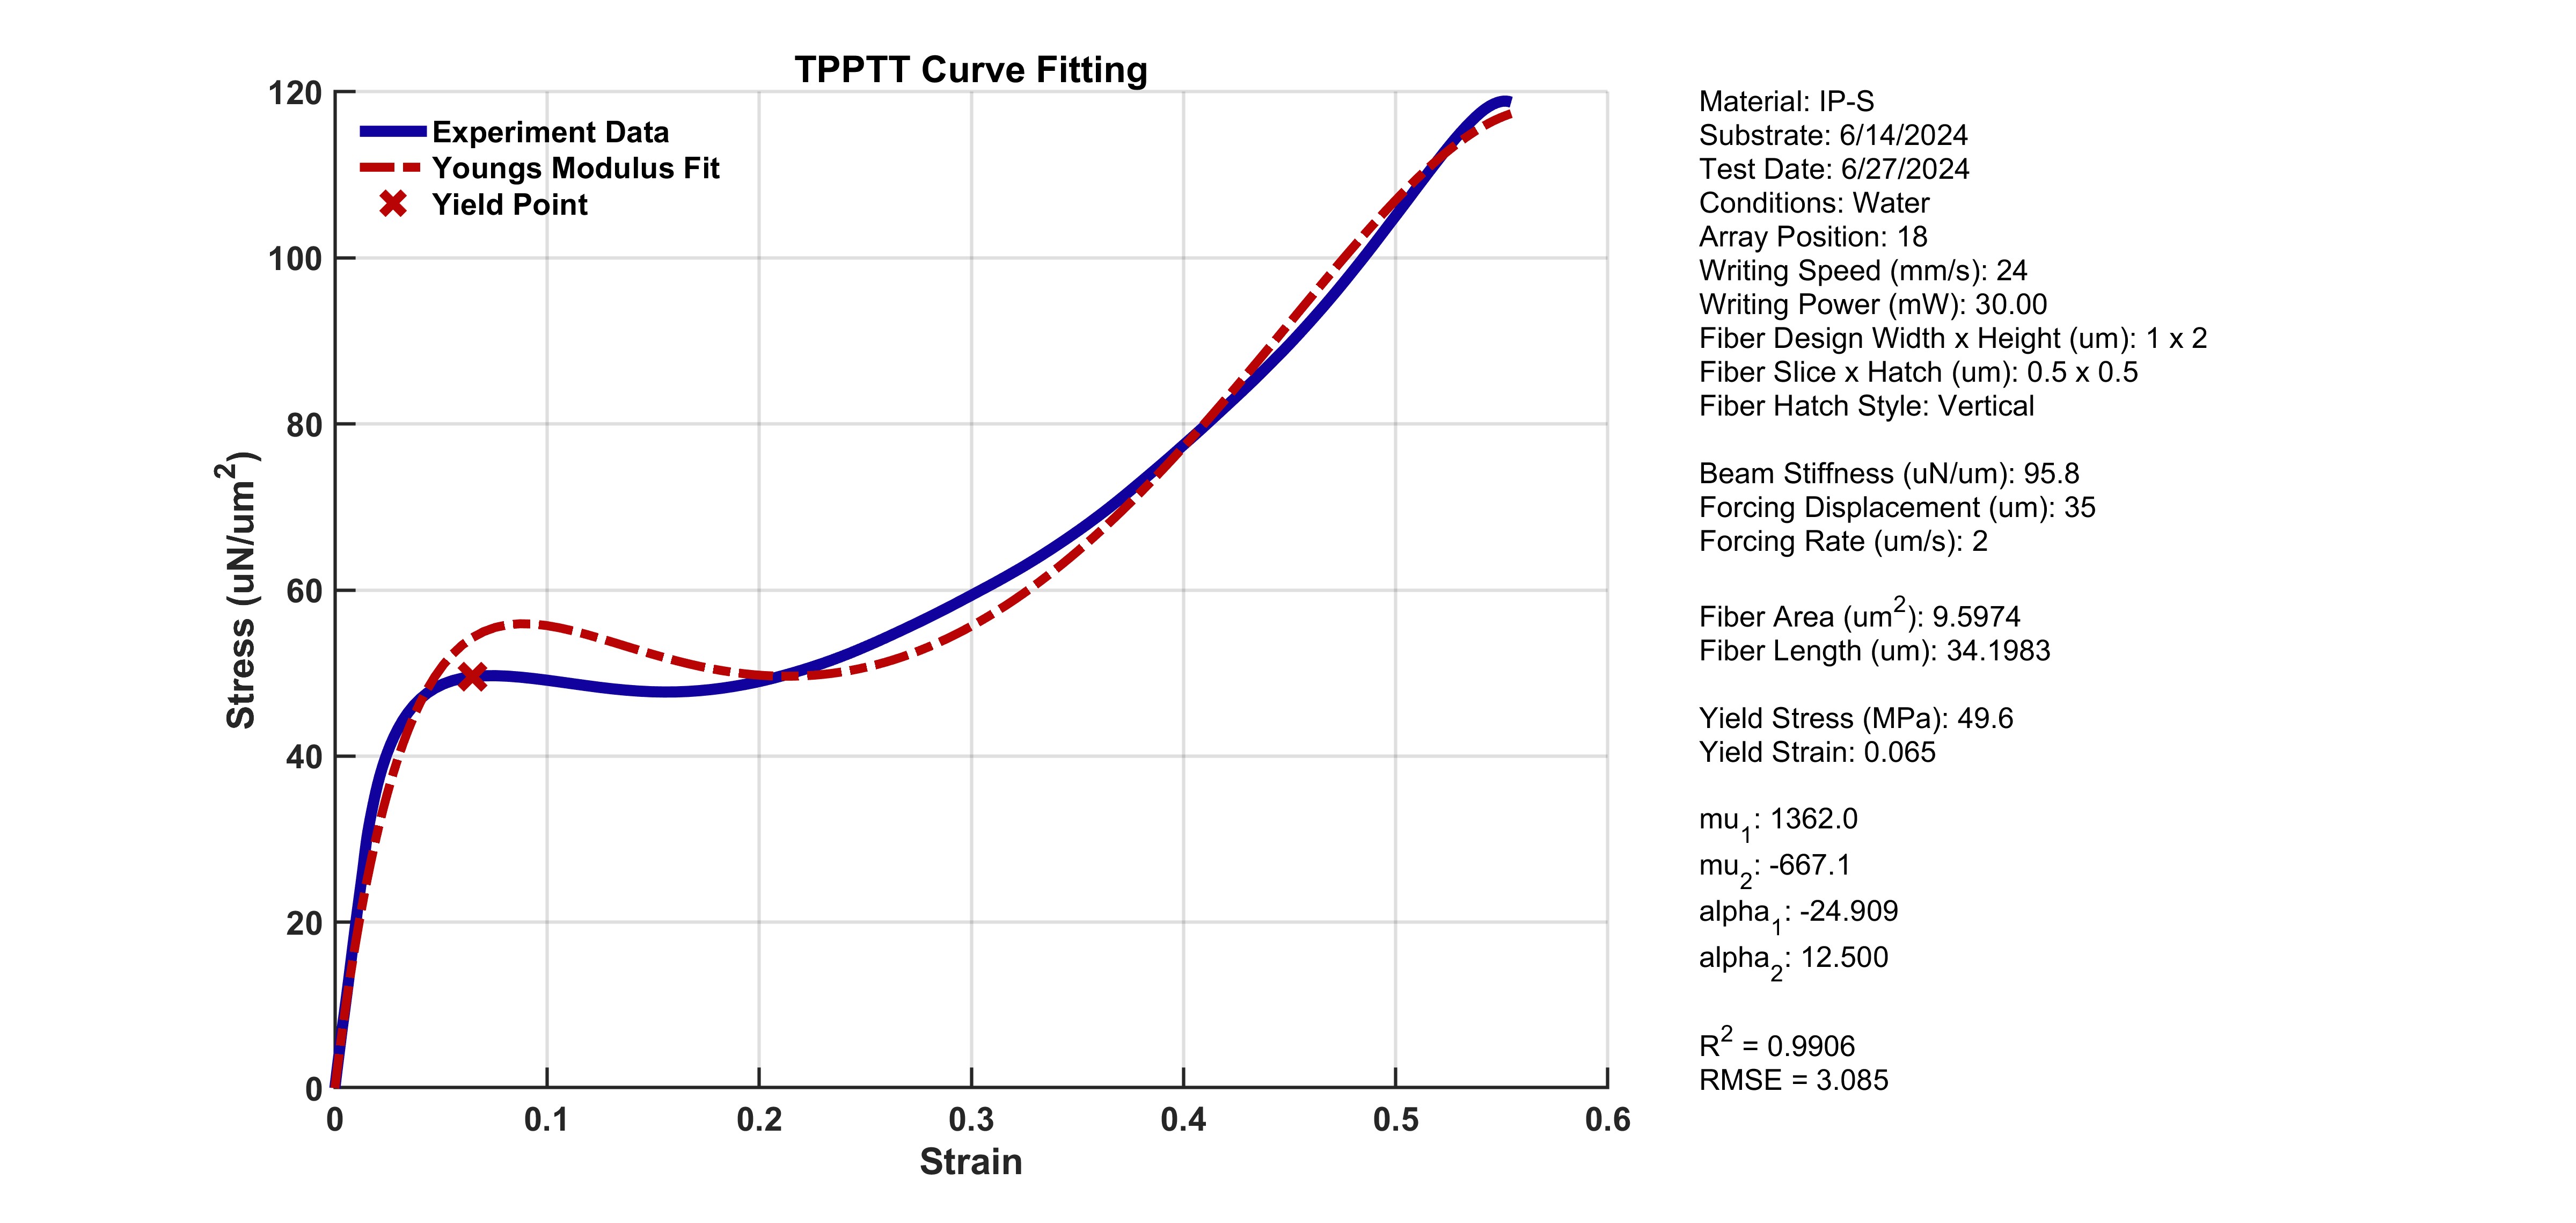 TPPTT Curve Fitting
120
100
80
60
40
20
0
Stress (uN/um²)
Experiment Data
Youngs Modulus Fit
Yield Point
0 0.1 0.2 0.3 0.4 0.5 0.6
Strain
Material: IP-S
Substrate: 6/14/2024
Test Date: 6/27/2024
Conditions: Water
Array Position: 18
Writing Speed (mm/s): 24
Writing Power (mW): 30.00
Fiber Design Width x Height (um): 1 x 2
Fiber Slice x Hatch (um): 0.5 x 0.5
Fiber Hatch Style: Vertical
Beam Stiffness (uN/um): 95.8
Forcing Displacement (um): 35
Forcing Rate (um/s): 2
Fiber Area (um²): 9.5974
Fiber Length (um): 34.1983
Yield Stress (MPa): 49.6
Yield Strain: 0.065
mu₁: 1362.0
mu₂: -667.1
alpha₁: -24.909
alpha₂: 12.500
R² = 0.9906
RMSE = 3.085